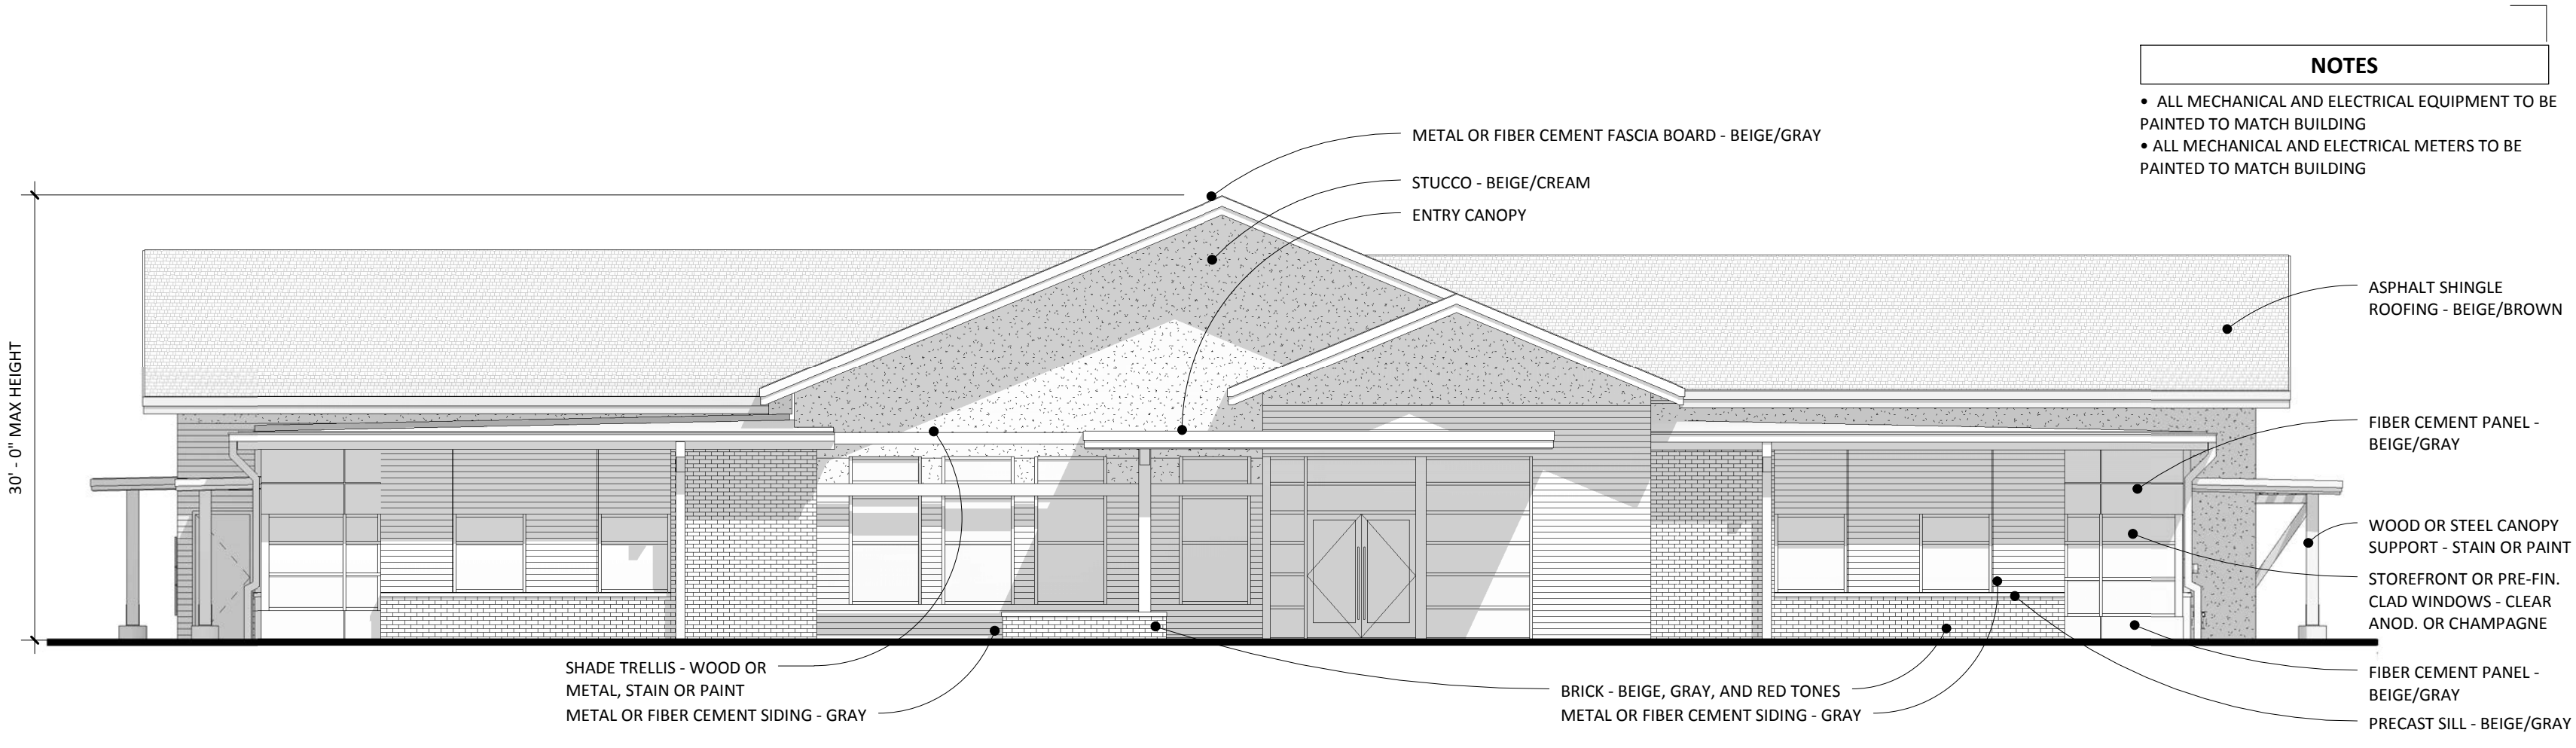 NOTES
• ALL MECHANICAL AND ELECTRICAL EQUIPMENT TO BE
PAINTED TO MATCH BUILDING
• ALL MECHANICAL AND ELECTRICAL METERS TO BE
PAINTED TO MATCH BUILDING
METAL OR FIBER CEMENT FASCIA BOARD - BEIGE/GRAY
STUCCO - BEIGE/CREAM
ENTRY CANOPY
30' - 0" MAX HEIGHT
ASPHALT SHINGLE
ROOFING - BEIGE/BROWN
FIBER CEMENT PANEL -
BEIGE/GRAY
WOOD OR STEEL CANOPY
SUPPORT - STAIN OR PAINT
STOREFRONT OR PRE-FIN.
CLAD WINDOWS - CLEAR
ANOD. OR CHAMPAGNE
FIBER CEMENT PANEL -
BEIGE/GRAY
PRECAST SILL - BEIGE/GRAY
SHADE TRELLIS - WOOD OR
METAL, STAIN OR PAINT
METAL OR FIBER CEMENT SIDING - GRAY
BRICK - BEIGE, GRAY, AND RED TONES
METAL OR FIBER CEMENT SIDING - GRAY